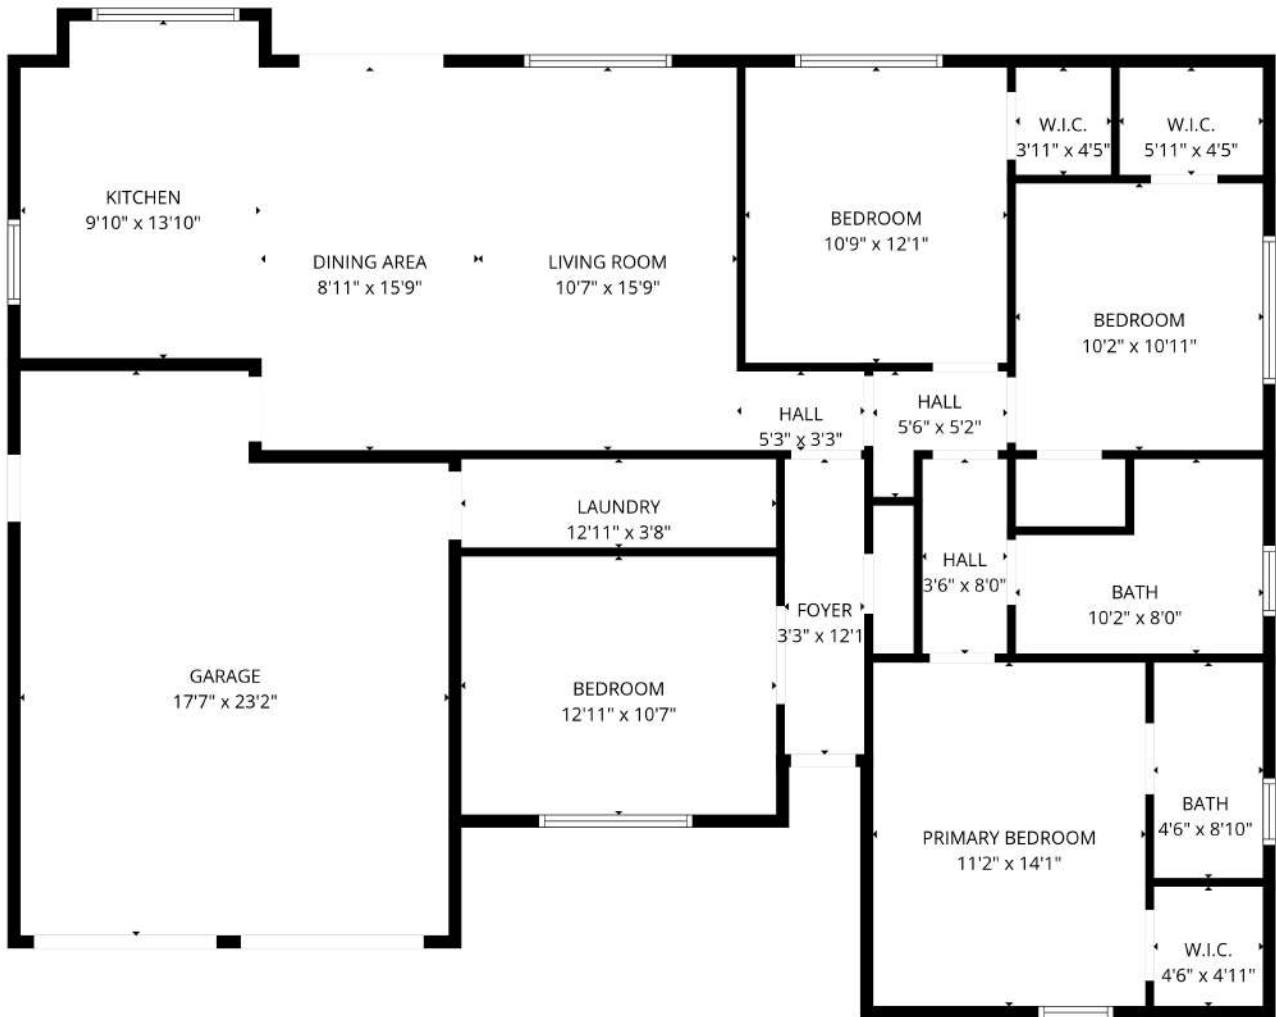 W.I.C.
3'11" x 4'5"
W.I.C.
5'11" x 4'5"
KITCHEN
9'10" x 13'10"
BEDROOM
10'9" x 12'1"
DINING AREA
8'11" x 15'9"
LIVING ROOM
10'7" x 15'9"
BEDROOM
10'2" x 10'11"
HALL
5'3" x 3'3"
HALL
5'6" x 5'2"
LAUNDRY
12'11" x 3'8"
HALL
3'6" x 8'0"
BATH
10'2" x 8'0"
FOYER
3'3" x 12'1
GARAGE
17'7" x 23'2"
BEDROOM
12'11" x 10'7"
BATH
4'6" x 8'10"
PRIMARY BEDROOM
11'2" x 14'1"
W.I.C.
4'6" x 4'11"